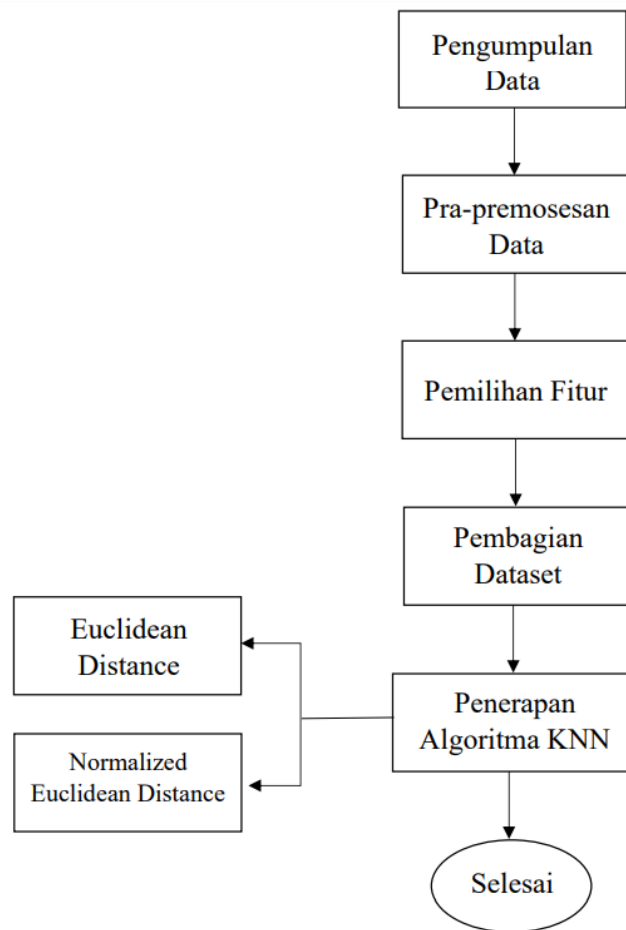 Pengumpulan
Data
Pra-premosesan
Data
Pemilihan Fitur
Pembagian
Dataset
Euclidean
Distance
Penerapan
Algoritma KNN
Normalized
Euclidean Distance
Selesai